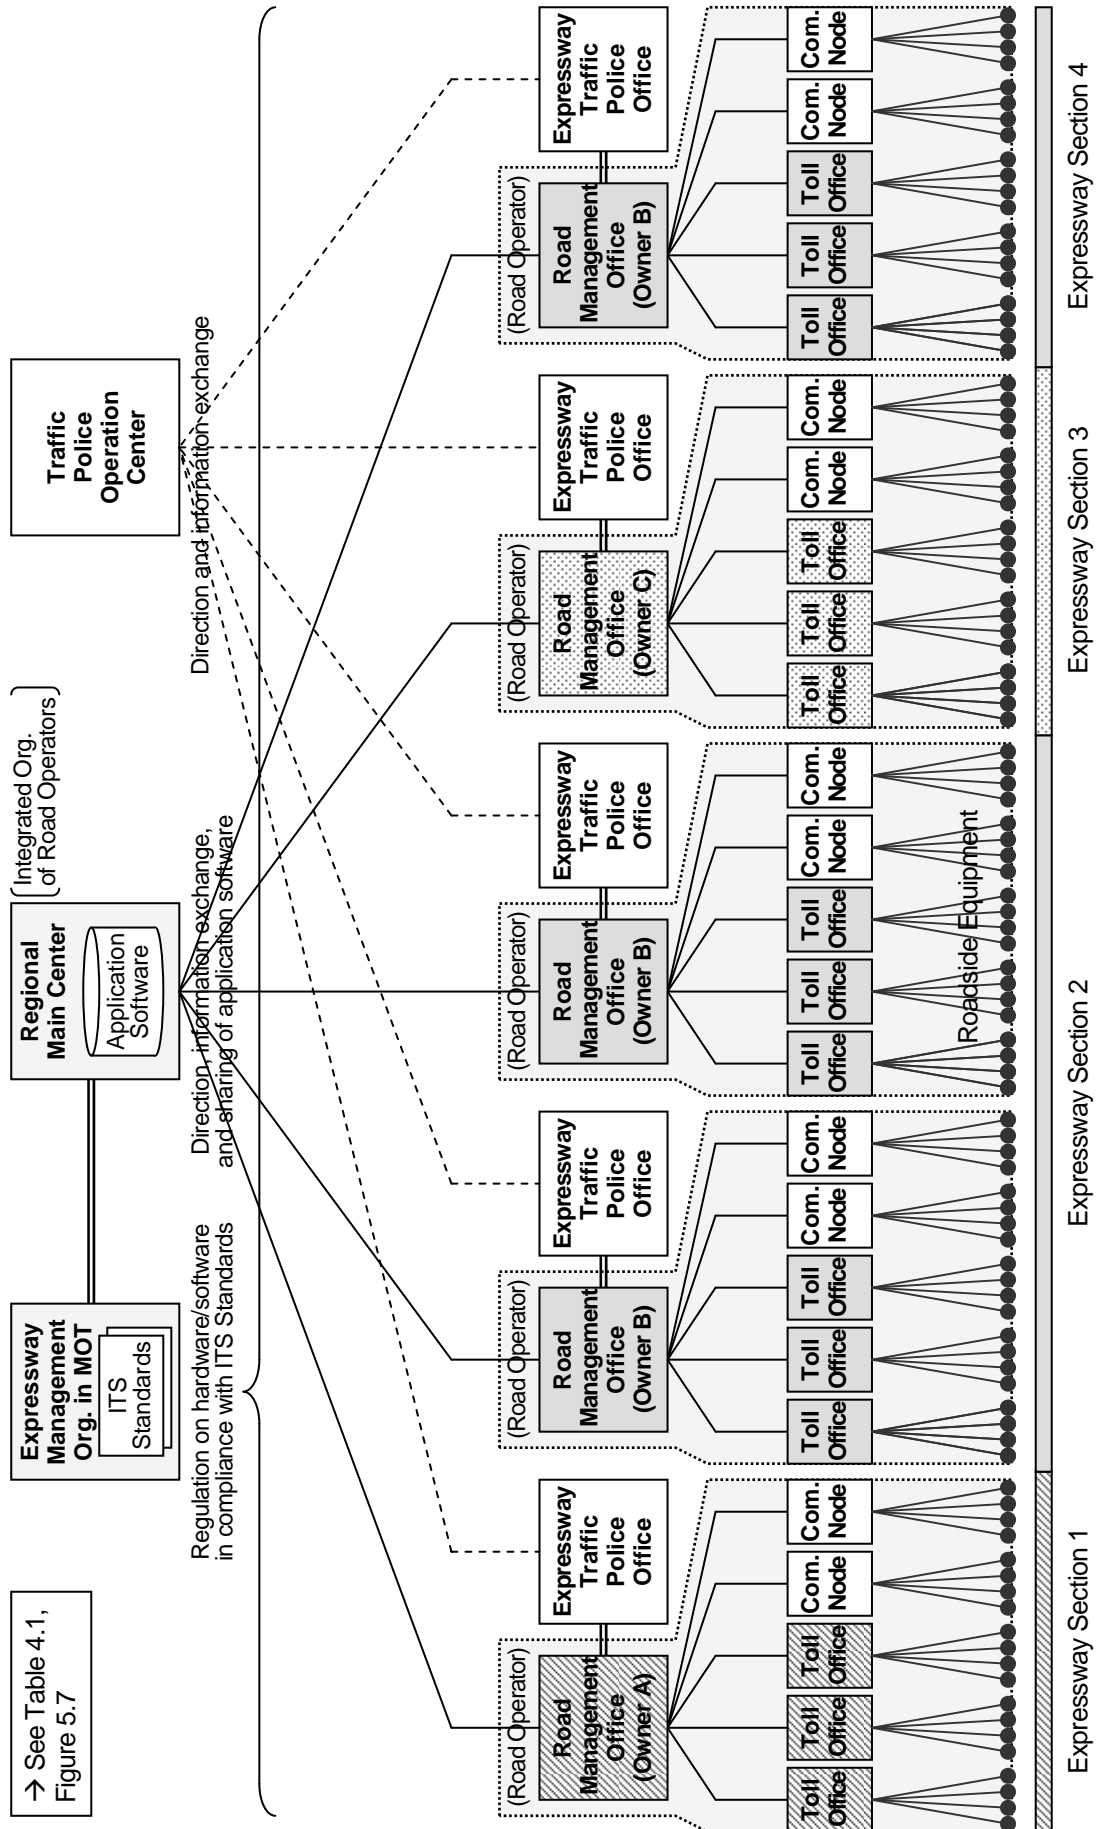 → See Table 4.1,
Figure 5.7
Expressway
Management
Org. in MOT
ITS
Standards
Regional
Main Center
Application
Software
Integrated Org.
of Road Operators
Traffic
Police
Operation
Center
Regulation on hardware/software
in compliance with ITS Standards
Direction, information exchange,
and sharing of application software
Direction and information exchange
(Road Operator)
Road
Management
Office
(Owner A)
Expressway
Traffic
Police
Office
(Road Operator)
Road
Management
Office
(Owner B)
Expressway
Traffic
Police
Office
(Road Operator)
Road
Management
Office
(Owner B)
Expressway
Traffic
Police
Office
(Road Operator)
Road
Management
Office
(Owner C)
Expressway
Traffic
Police
Office
(Road Operator)
Road
Management
Office
(Owner B)
Expressway
Traffic
Police
Office
Toll
Office
Toll
Office
Toll
Office
Com.
Node
Com.
Node
Toll
Office
Toll
Office
Toll
Office
Com.
Node
Com.
Node
Toll
Office
Toll
Office
Toll
Office
Com.
Node
Com.
Node
Toll
Office
Toll
Office
Toll
Office
Com.
Node
Com.
Node
Toll
Office
Toll
Office
Toll
Office
Com.
Node
Com.
Node
Roadside Equipment
Expressway Section 1
Expressway Section 2
Expressway Section 3
Expressway Section 4